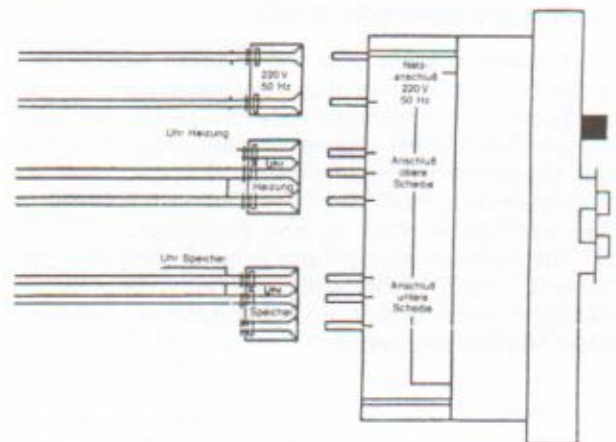 220 V
50 Hz
Netz-
anschluß
220 V
50 Hz
Uhr Heizung
Uhr
Heizung
Anschluß
obere
Scheibe
Uhr Speicher
Uhr
Speicher
Anschluß
untere
Scheibe